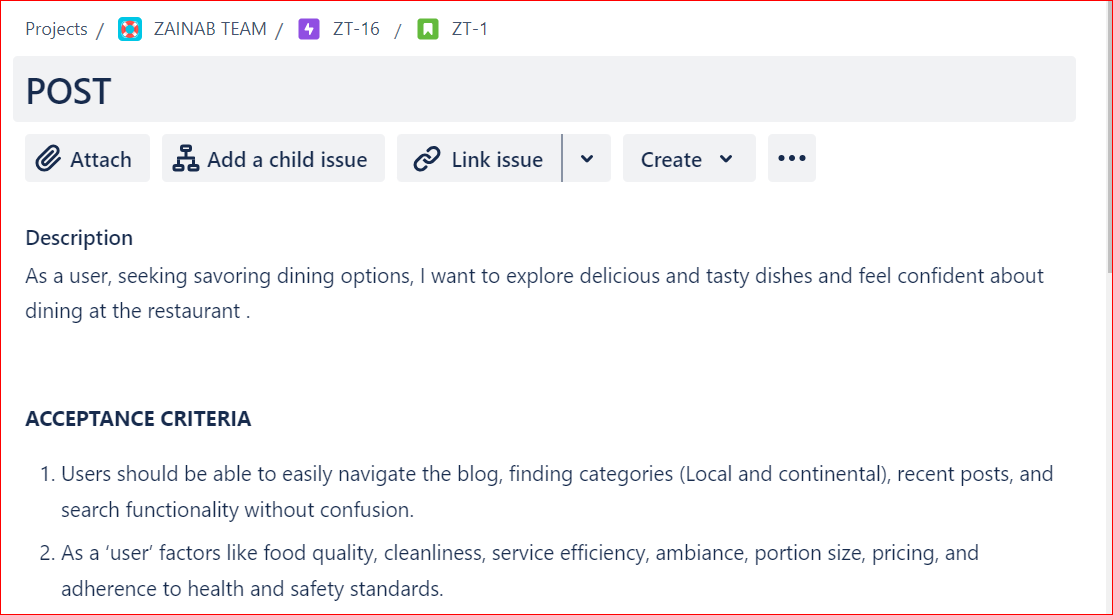 Projects / ZAINAB TEAM / ZT-16 / ZT-1
POST
Attach Add a child issue Link issue Create
Description
As a user, seeking savoring dining options, I want to explore delicious and tasty dishes and feel confident about
dining at the restaurant .
ACCEPTANCE CRITERIA
1. Users should be able to easily navigate the blog, finding categories (Local and continental), recent posts, and
search functionality without confusion.
2. As a ‘user’ factors like food quality, cleanliness, service efficiency, ambiance, portion size, pricing, and
adherence to health and safety standards.